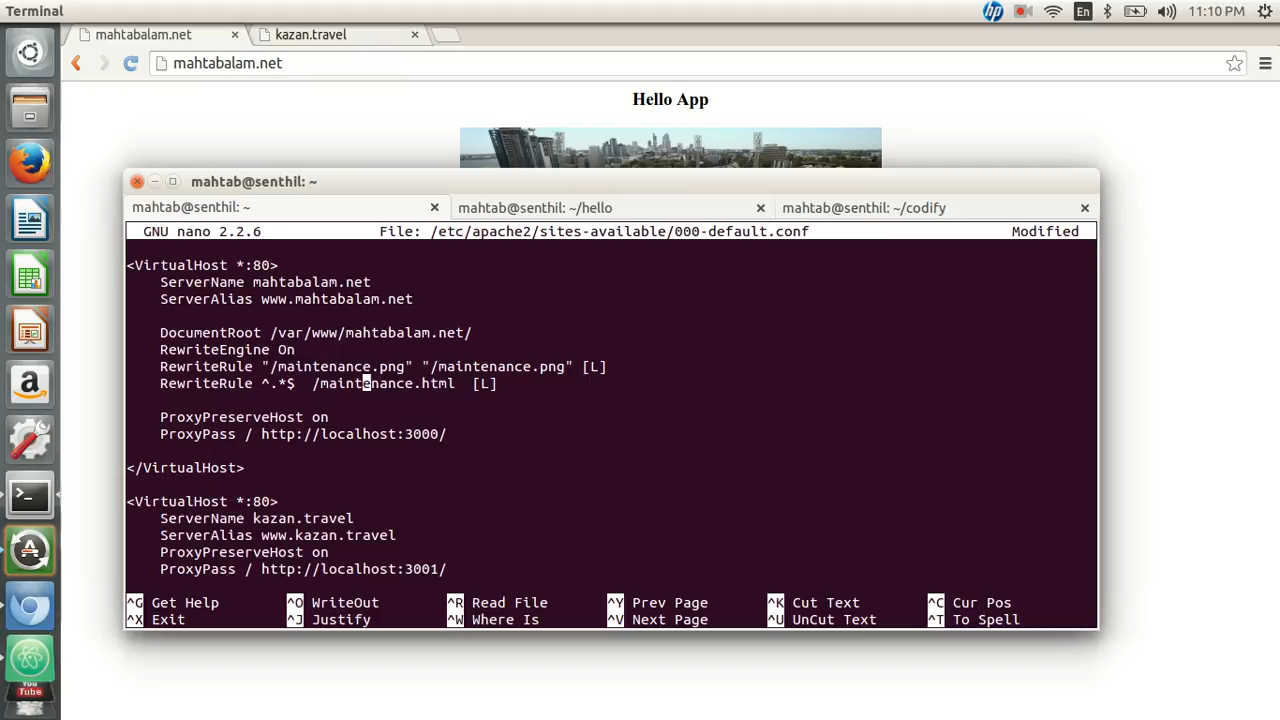 Terminal
hp
En
11:10 PM
mahtabalam.net
kazan.travel
mahtabalam.net
Hello App
mahtab@senthil: ~
mahtab@senthil: ~
mahtab@senthil: ~/hello
mahtab@senthil: ~/codify
GNU nano 2.2.6 File: /etc/apache2/sites-available/000-default.conf Modified
<VirtualHost *:80>
ServerName mahtabalam.net
ServerAlias www.mahtabalam.net
DocumentRoot /var/www/mahtabalam.net/
RewriteEngine On
RewriteRule "/maintenance.png" "/maintenance.png" [L]
RewriteRule ^.*$ /maintenance.html [L]
ProxyPreserveHost on
ProxyPass / http://localhost:3000/
</VirtualHost>
<VirtualHost *:80>
ServerName kazan.travel
ServerAlias www.kazan.travel
ProxyPreserveHost on
ProxyPass / http://localhost:3001/
^G Get Help ^O WriteOut ^R Read File ^Y Prev Page ^K Cut Text ^C Cur Pos
^X Exit ^J Justify ^W Where Is ^V Next Page ^U UnCut Text ^T To Spell
You
Tube